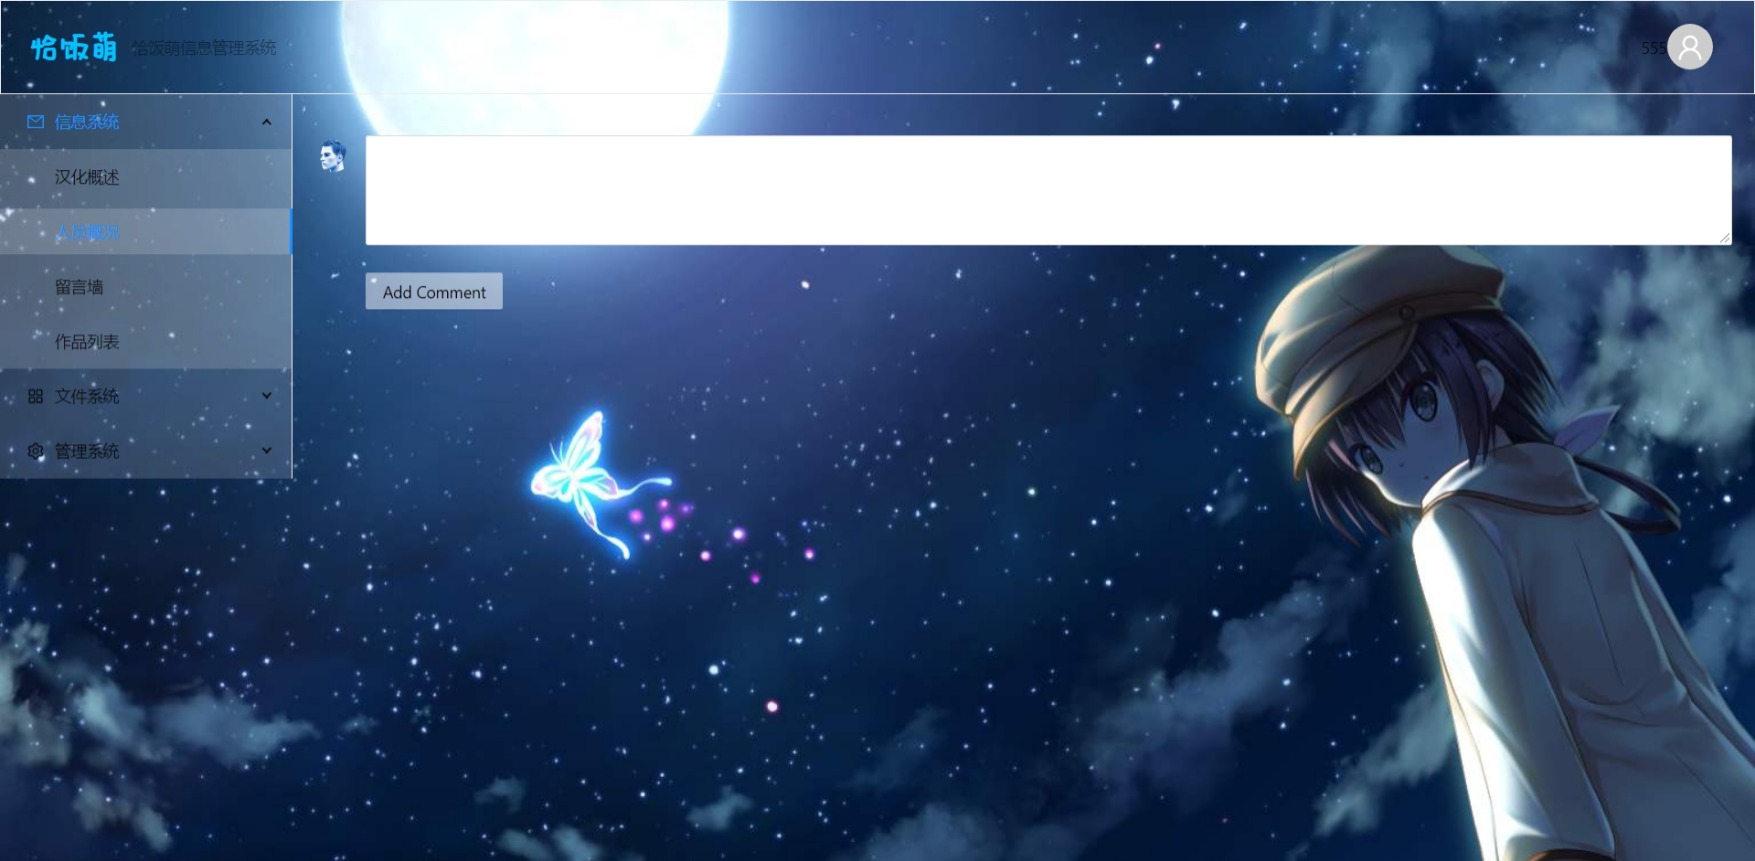 恰饭萌
恰饭萌信息管理系统
555
信息系统
汉化概述
人员概况
留言墙
作品列表
文件系统
管理系统
Add Comment